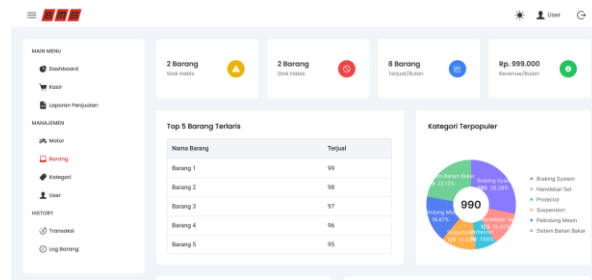 BMS
User
MAIN MENU
Dashboard
Kasir
Laporan Penjualan
MANAJEMEN
Motor
Barang
Kategori
User
HISTORY
Transaksi
Log Barang
2 Barang
Stok Habis
2 Barang
Stok Habis
8 Barang
Terjual/Bulan
Rp. 999.000
Revenue/Bulan
Top 5 Barang Terlaris
Nama Barang Terjual
Barang 1 99
Barang 2 98
Barang 3 97
Barang 4 96
Barang 5 95
Kategori Terpopuler
990
Braking System
Handlebar Set
Protector
Suspension
Pelindung Mesin
Sistem Bahan Bakar